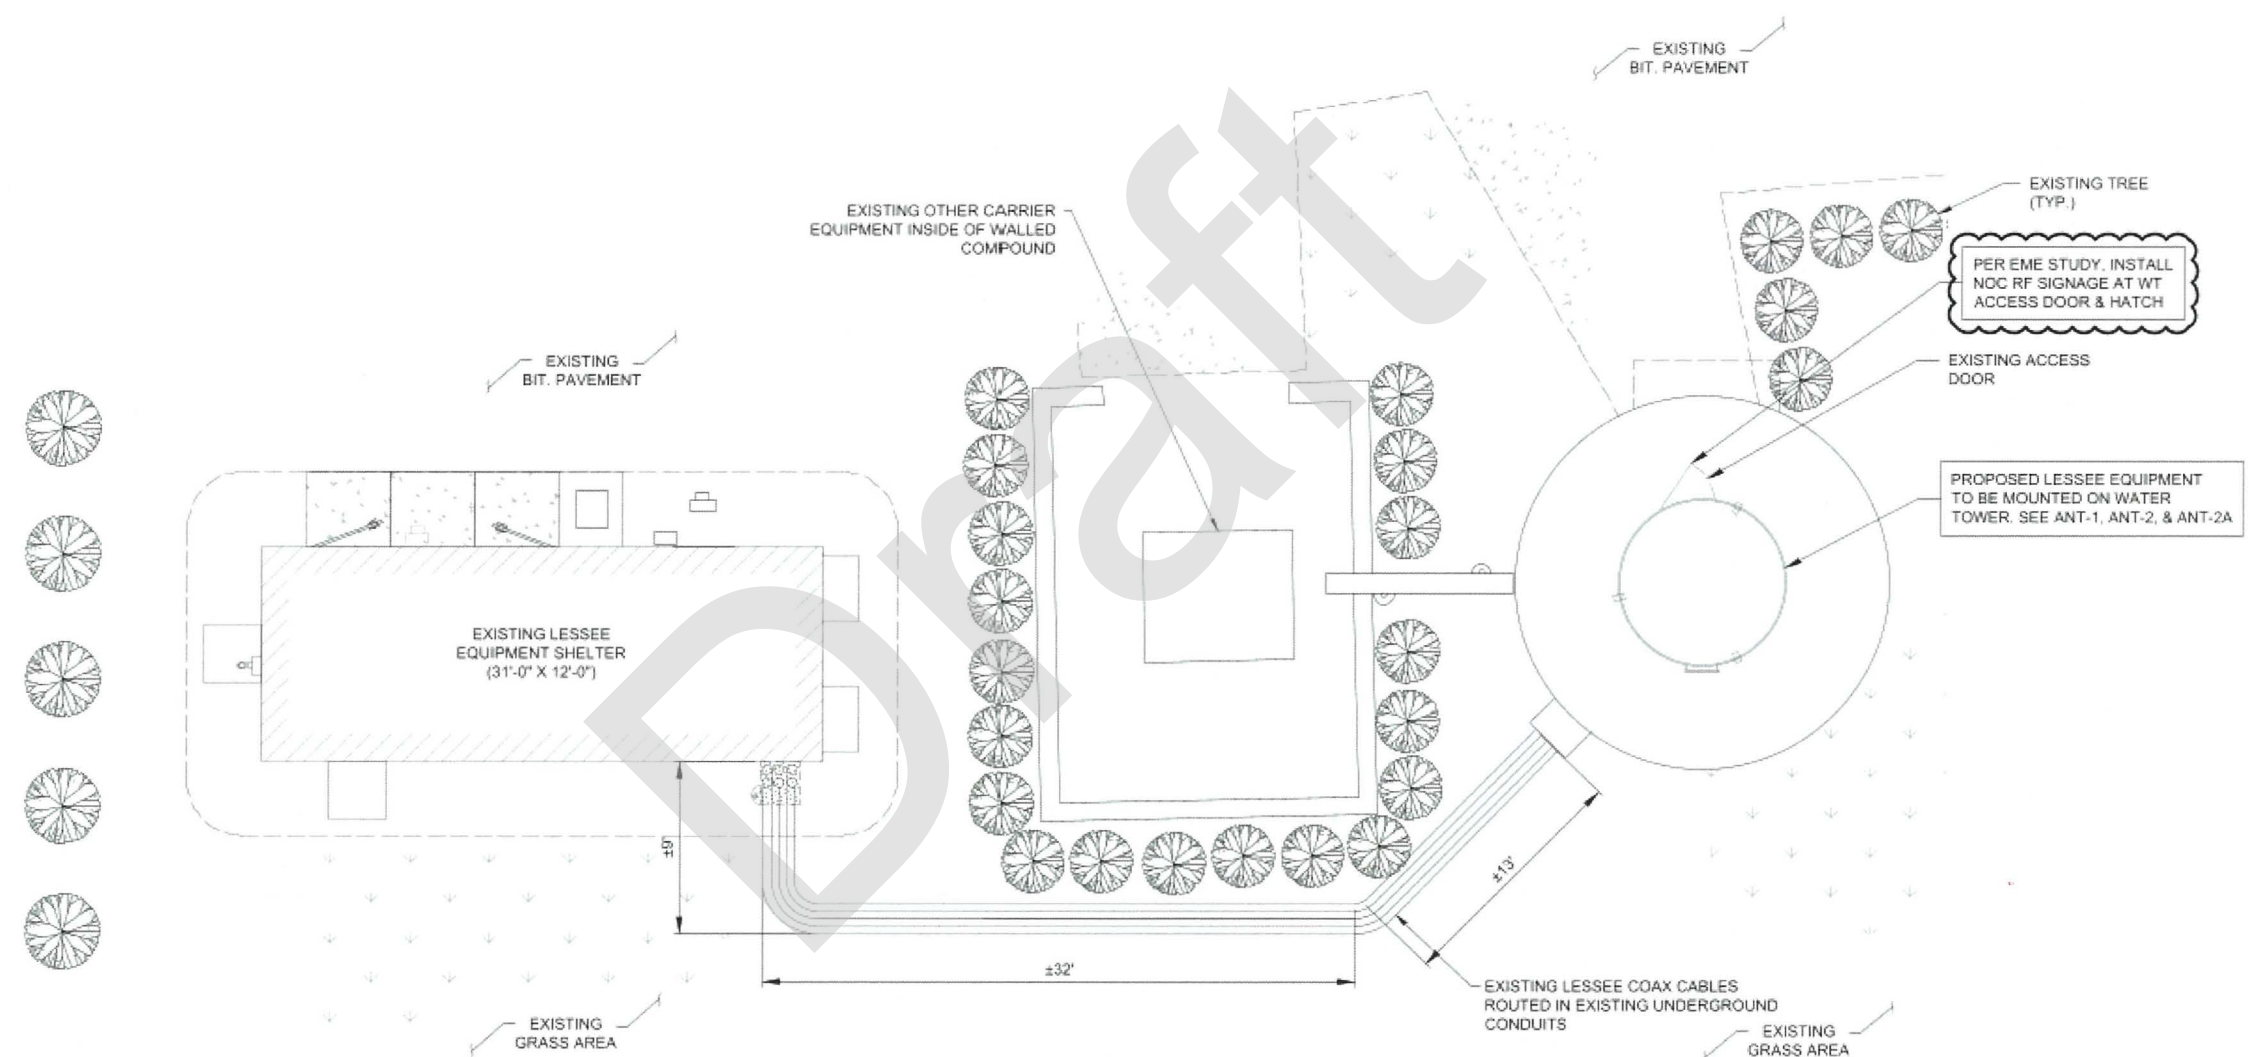 EXISTING
BIT. PAVEMENT
EXISTING TREE
(TYP.)
EXISTING OTHER CARRIER
EQUIPMENT INSIDE OF WALLED
COMPOUND
PER EME STUDY, INSTALL
NOC RF SIGNAGE AT WT
ACCESS DOOR & HATCH
EXISTING
BIT. PAVEMENT
EXISTING ACCESS
DOOR
PROPOSED LESSEE EQUIPMENT
TO BE MOUNTED ON WATER
TOWER. SEE ANT-1, ANT-2, & ANT-2A
EXISTING LESSEE
EQUIPMENT SHELTER
(31'-0" X 12'-0")
Draft
±9'
±13'
±32'
EXISTING LESSEE COAX CABLES
ROUTED IN EXISTING UNDERGROUND
CONDUITS
EXISTING
GRASS AREA
EXISTING
GRASS AREA